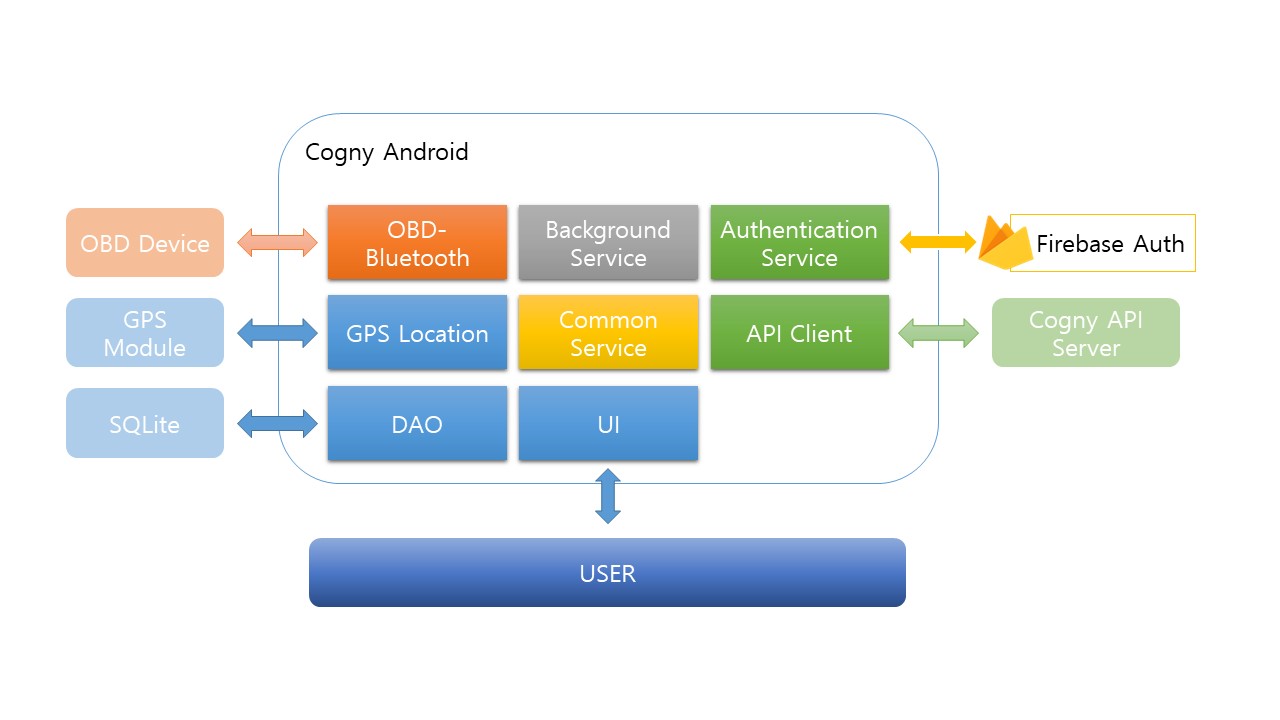 Cogny Android
OBD Device
OBD-
Bluetooth
Background
Service
Authentication
Service
Firebase Auth
GPS
Module
GPS Location
Common
Service
API Client
Cogny API
Server
SQLite
DAO
UI
USER